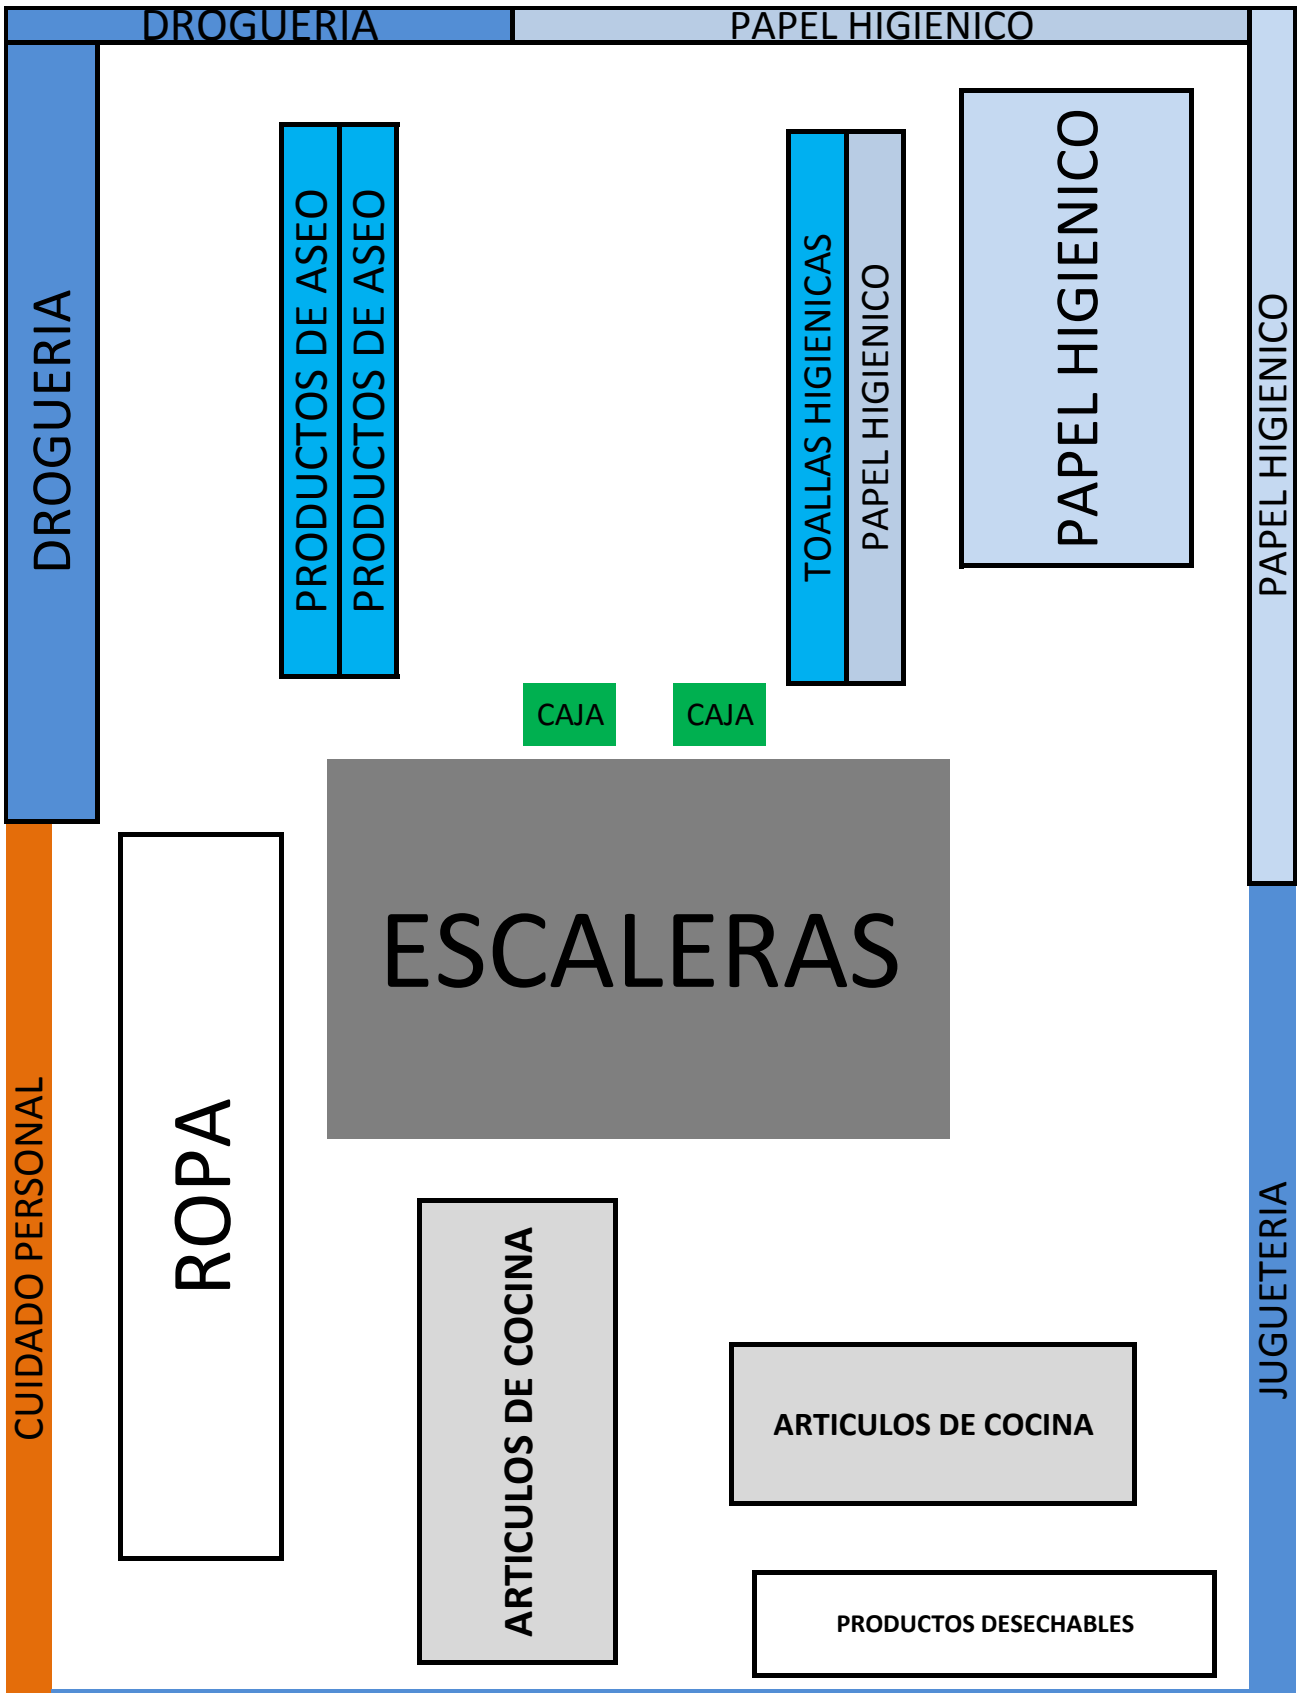 DROGUERIA
PAPEL HIGIENICO
DROGUERIA
PRODUCTOS DE ASEO
PRODUCTOS DE ASEO
TOALLAS HIGIENICAS
PAPEL HIGIENICO
PAPEL HIGIENICO
PAPEL HIGIENICO
CAJA
CAJA
ESCALERAS
CUIDADO PERSONAL
ROPA
ARTICULOS DE COCINA
ARTICULOS DE COCINA
JUGUETERIA
PRODUCTOS DESECHABLES